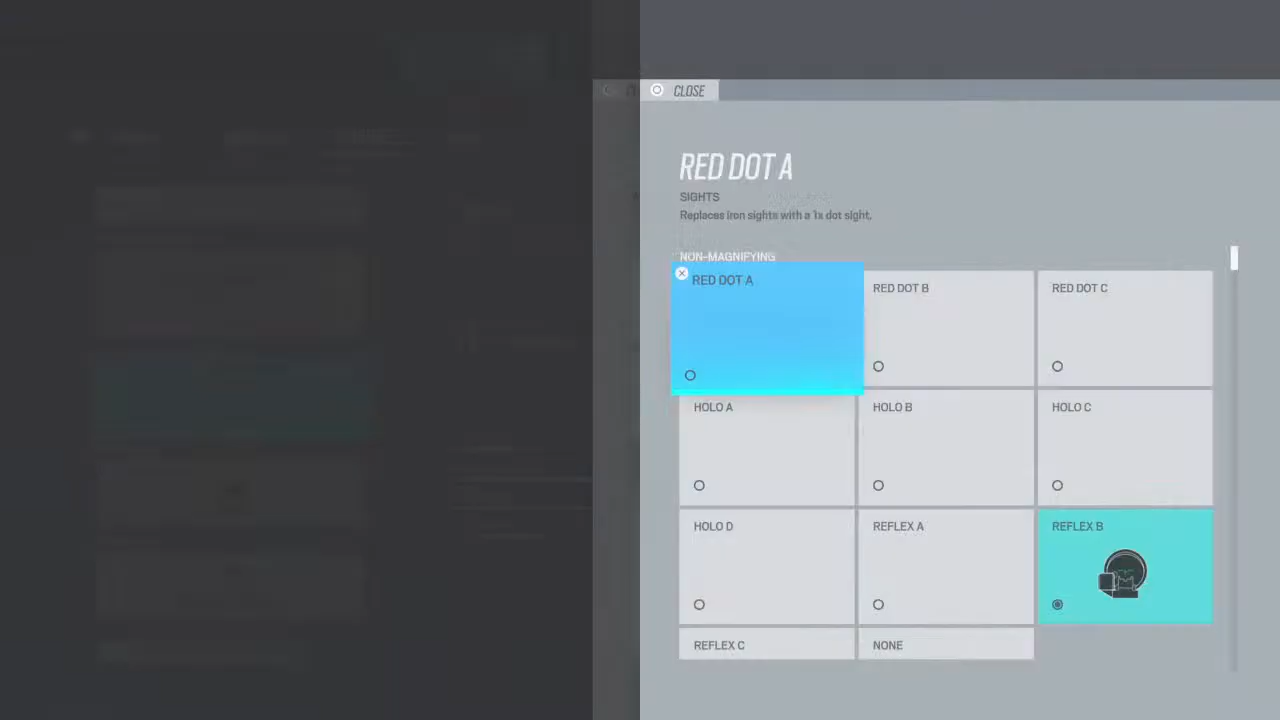 CLOSE
RED DOT A
SIGHTS
Replaces iron sights with a 1x dot sight.
NON-MAGNIFYING
RED DOT A
RED DOT B
RED DOT C
HOLO A
HOLO B
HOLO C
HOLO D
REFLEX A
REFLEX B
REFLEX C
NONE